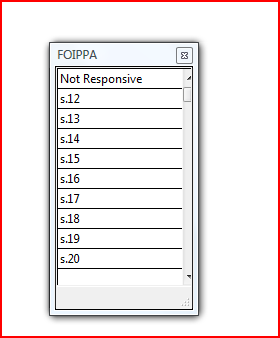 FOIPPA
Not Responsive
s.12
s.13
s.14
s.15
s.16
s.17
s.18
s.19
s.20